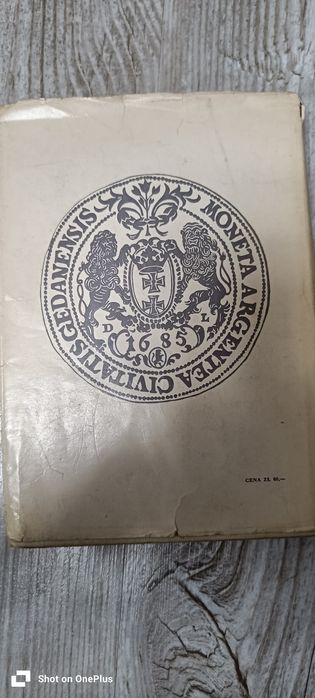 MONETA ARGENTEA CIVITATIS GEDANENSIS
D L
1685
CENA ZŁ 60,—
Shot on OnePlus